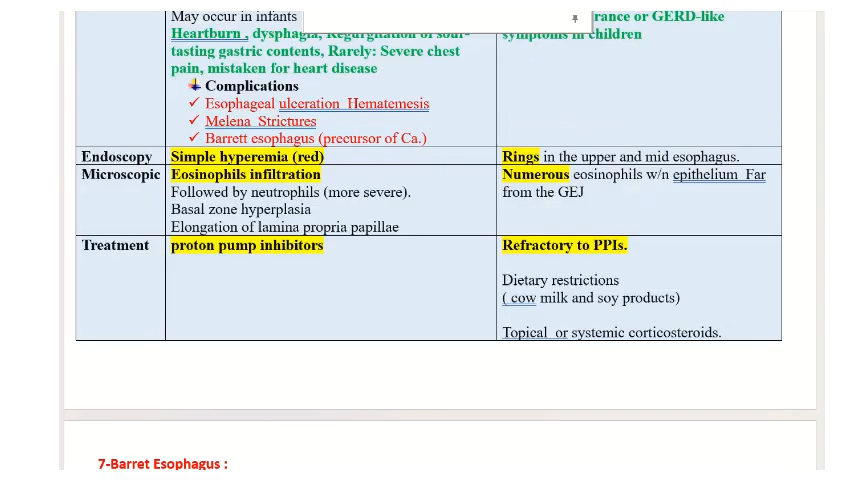 May occur in infants
Heartburn , dysphagia, Regurgitation of sour-
tasting gastric contents, Rarely: Severe chest
pain, mistaken for heart disease
Complications
✓ Esophageal ulceration Hematemesis
✓ Melena Strictures
✓ Barrett esophagus (precursor of Ca.)
rance or GERD-like
symptoms in children
Endoscopy Simple hyperemia (red) Rings in the upper and mid esophagus.
Microscopic Eosinophils infiltration
Followed by neutrophils (more severe).
Basal zone hyperplasia
Elongation of lamina propria papillae
Numerous eosinophils w/n epithelium Far
from the GEJ
Treatment proton pump inhibitors Refractory to PPIs.
Dietary restrictions
( cow milk and soy products)
Topical or systemic corticosteroids.
7-Barret Esophagus :